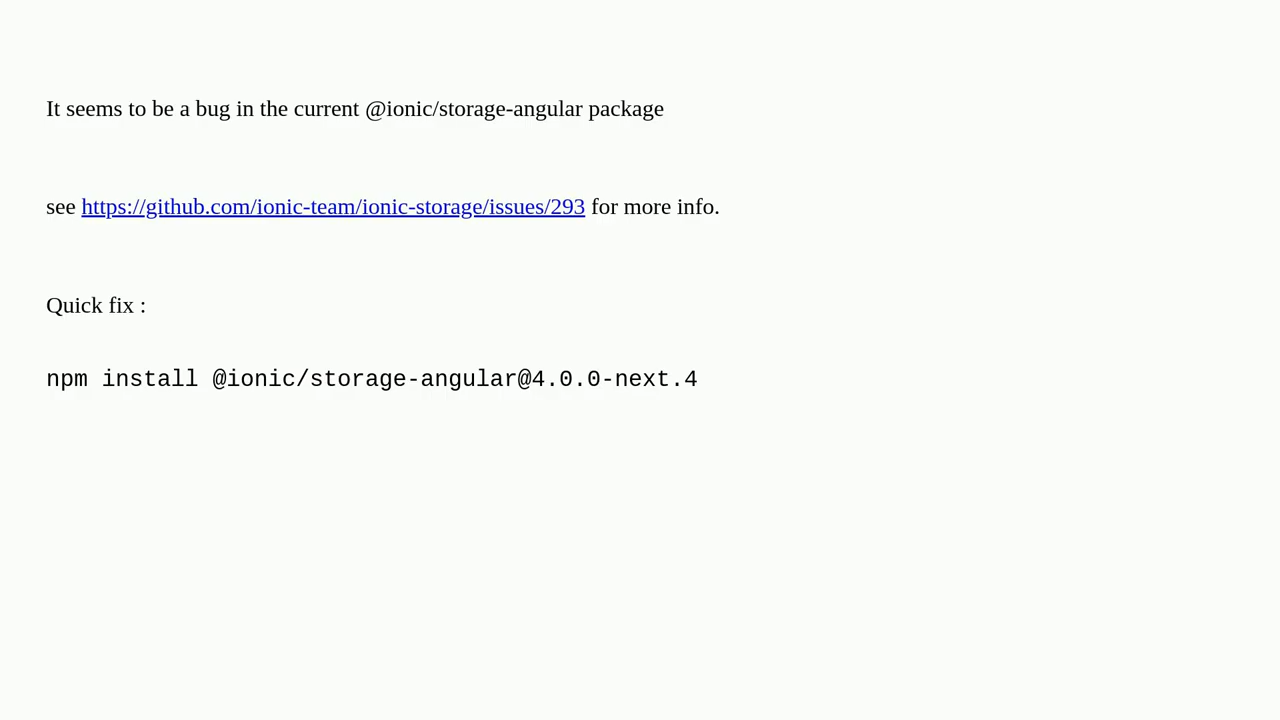 It seems to be a bug in the current @ionic/storage-angular package
see https://github.com/ionic-team/ionic-storage/issues/293 for more info.
Quick fix :
npm install @ionic/storage-angular@4.0.0-next.4